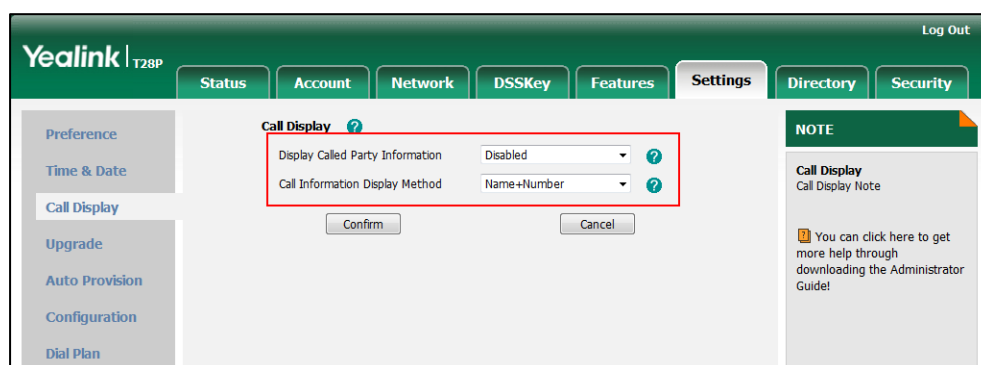 Log Out
Yealink T28P
Status Account Network DSSKey Features Settings Directory Security
Preference
Time & Date
Call Display
Upgrade
Auto Provision
Configuration
Dial Plan
Call Display ?
Display Called Party Information Disabled ?
Call Information Display Method Name+Number ?
Confirm Cancel
NOTE
Call Display
Call Display Note
? You can click here to get
more help through
downloading the Administrator
Guide!